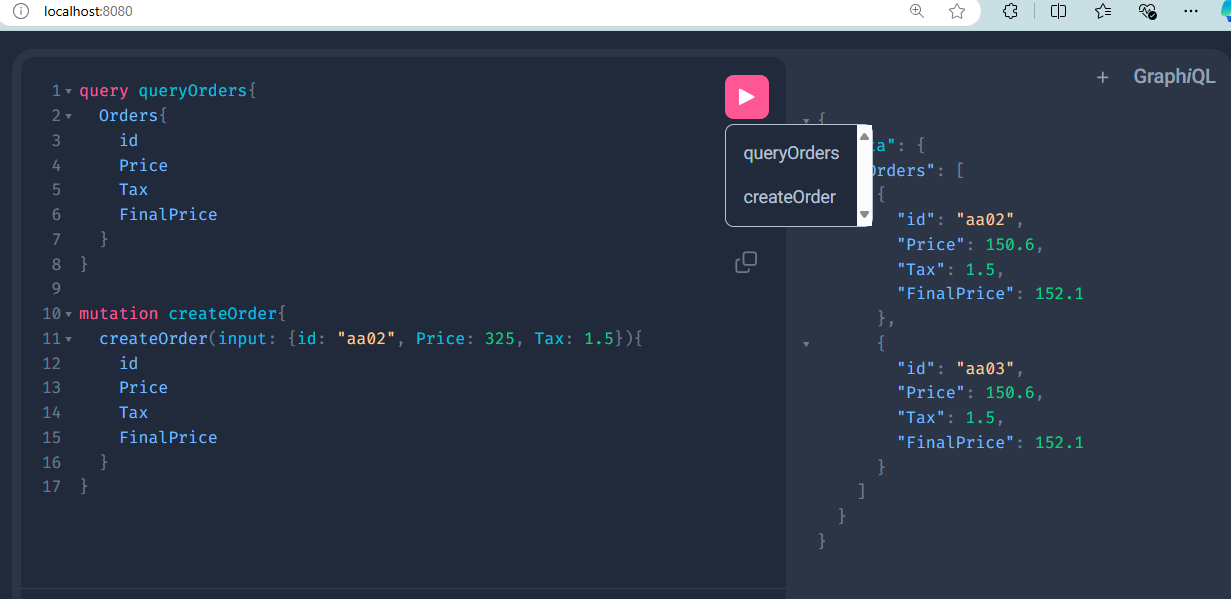 localhost:8080
GraphiQL
1 query queryOrders{
2 Orders{
3 id
4 Price
5 Tax
6 FinalPrice
7 }
8 }
9
10 mutation createOrder{
11 createOrder(input: {id: "aa02", Price: 325, Tax: 1.5}){
12 id
13 Price
14 Tax
15 FinalPrice
16 }
17 }
queryOrders
createOrder
{
ta": {
Orders": [
{
"id": "aa02",
"Price": 150.6,
"Tax": 1.5,
"FinalPrice": 152.1
},
{
"id": "aa03",
"Price": 150.6,
"Tax": 1.5,
"FinalPrice": 152.1
}
]
}
}